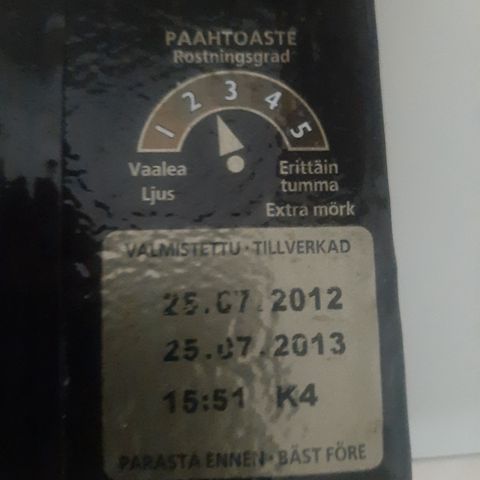 PAAHTOASTE
Rostningsgrad
1 2 3 4 5
Vaalea
Ljus
Erittäin
tumma
Extra mörk
VALMISTETTU · TILLVERKAD
25.07.2012
25.07.2013
15:51 K4
PARASTA ENNEN · BÄST FÖRE